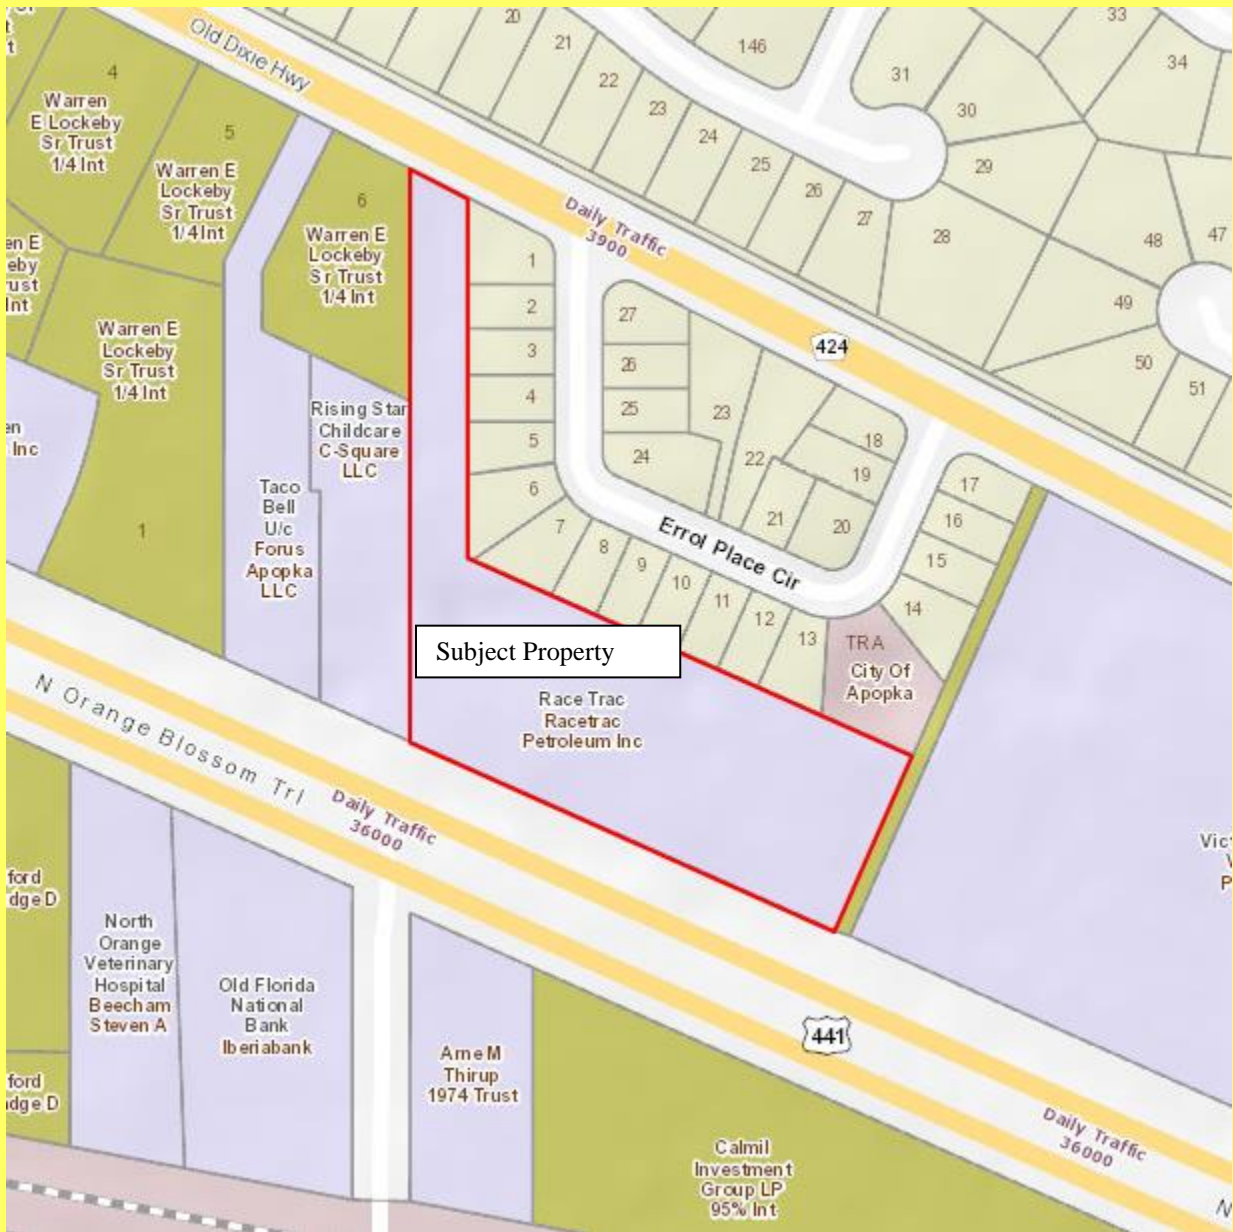 Old Dixie Hwy
20
21
22
23
24
25
26
27
28
146
31
30
29
33
34
47
48
49
50
51
4
Warren
E Lockeby
Sr Trust
1/4 Int
5
Warren E
Lockeby
Sr Trust
1/4 Int
6
Warren E
Lockeby
Sr Trust
1/4 Int
Warren E
Lockeby
Sr Trust
1/4 Int
1
Int
Inc
Daily Traffic
3900
424
1
2
3
4
5
6
7
8
9
10
11
12
13
14
15
16
17
27
26
25
24
23
22
21
20
19
18
Errol Place Cir
TRA
City Of
Apopka
Rising Star
Childcare
C-Square
LLC
Taco
Bell
U/c
Forus
Apopka
LLC
Subject Property
Race Trac
Racetrac
Petroleum Inc
N Orange Blossom Trl
Daily Traffic
36000
North
Orange
Veterinary
Hospital
Beecham
Steven A
Old Florida
National
Bank
Iberiabank
Arne M
Thirup
1974 Trust
441
Calmil
Investment
Group LP
95% Int
Daily Traffic
36000
N